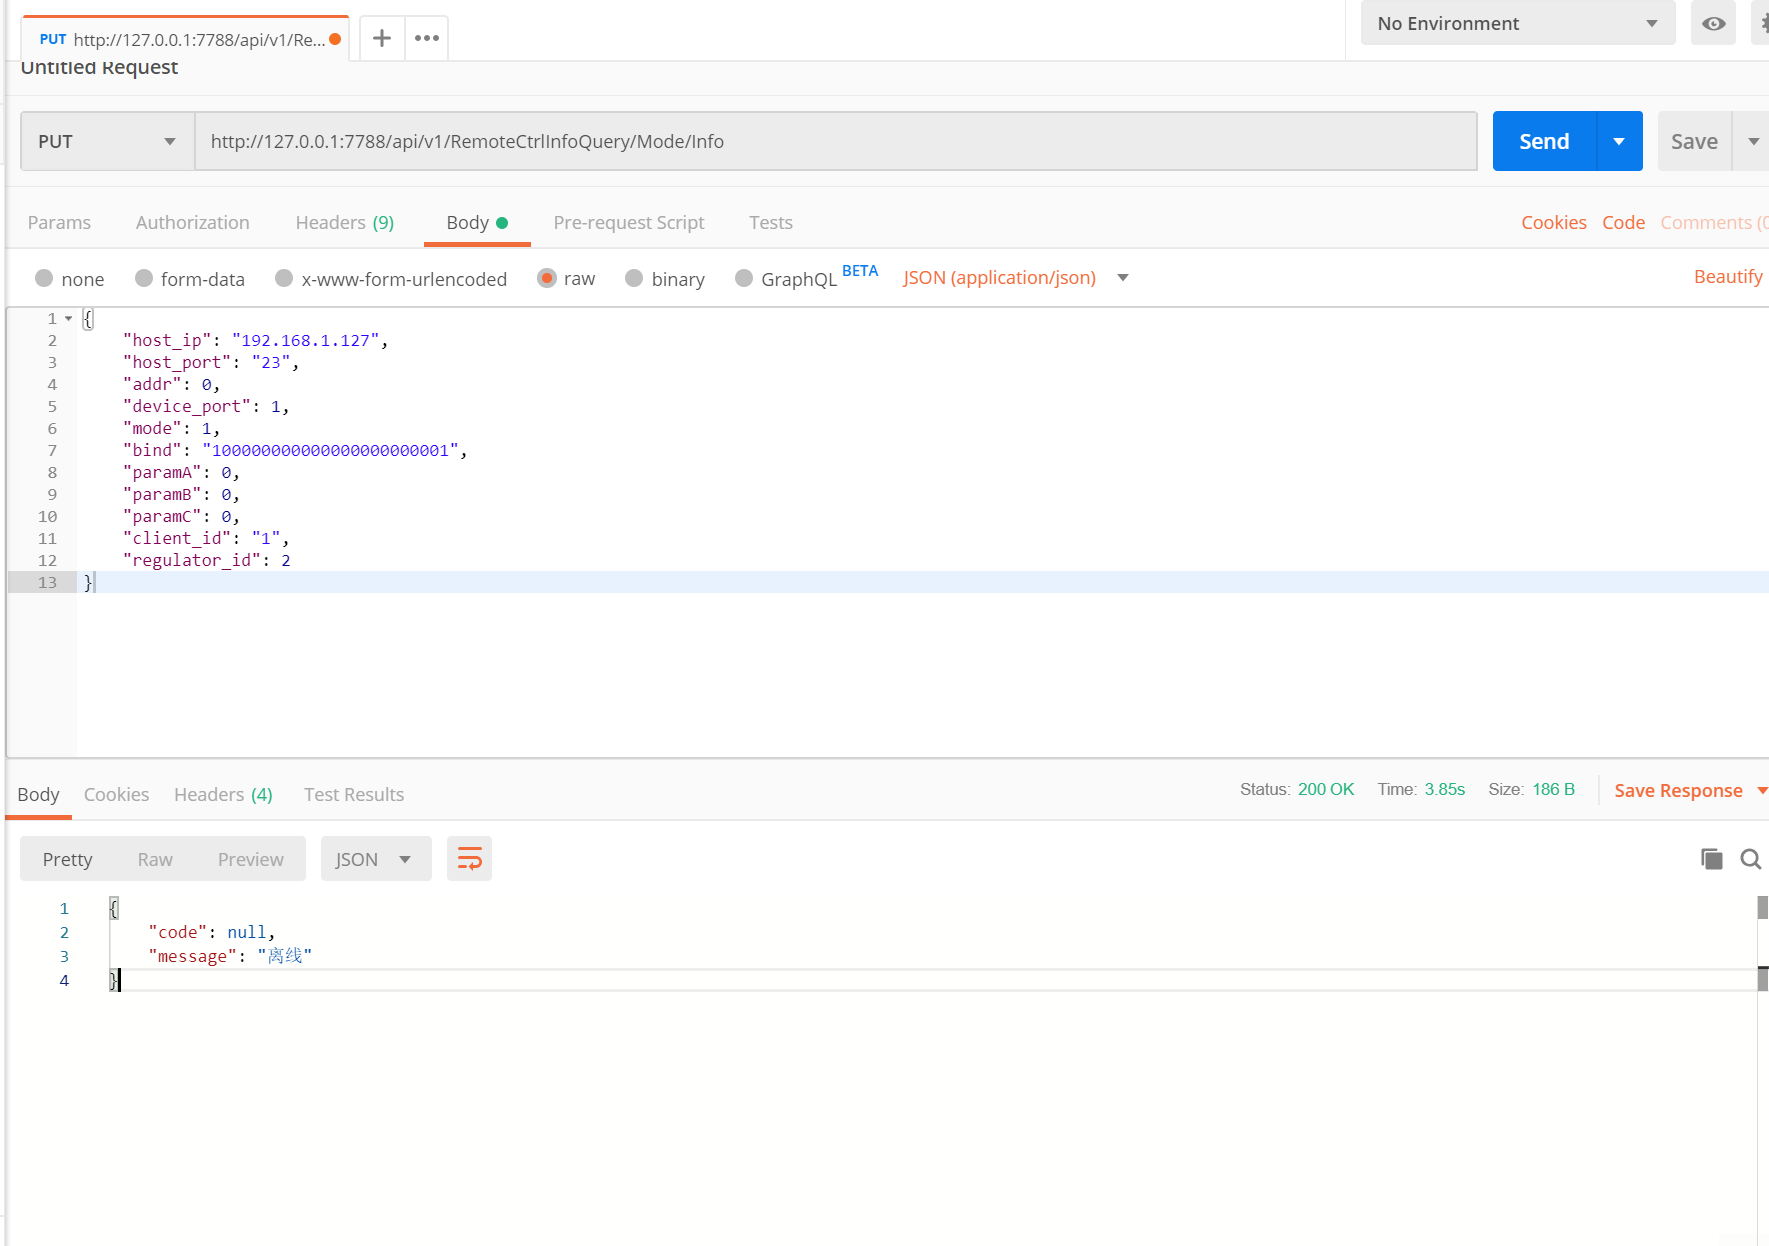 PUT http://127.0.0.1:7788/api/v1/Re...
No Environment
Untitled Request
PUT
http://127.0.0.1:7788/api/v1/RemoteCtrlInfoQuery/Mode/Info
Send
Save
Params
Authorization
Headers (9)
Body
Pre-request Script
Tests
Cookies
Code
Comments (0
none
form-data
x-www-form-urlencoded
raw
binary
GraphQL BETA
JSON (application/json)
Beautify
1 {
2 "host_ip": "192.168.1.127",
3 "host_port": "23",
4 "addr": 0,
5 "device_port": 1,
6 "mode": 1,
7 "bind": "100000000000000000000001",
8 "paramA": 0,
9 "paramB": 0,
10 "paramC": 0,
11 "client_id": "1",
12 "regulator_id": 2
13 }
Body
Cookies
Headers (4)
Test Results
Status: 200 OK
Time: 3.85s
Size: 186 B
Save Response
Pretty
Raw
Preview
JSON
1 {
2 "code": null,
3 "message": "离线"
4 }